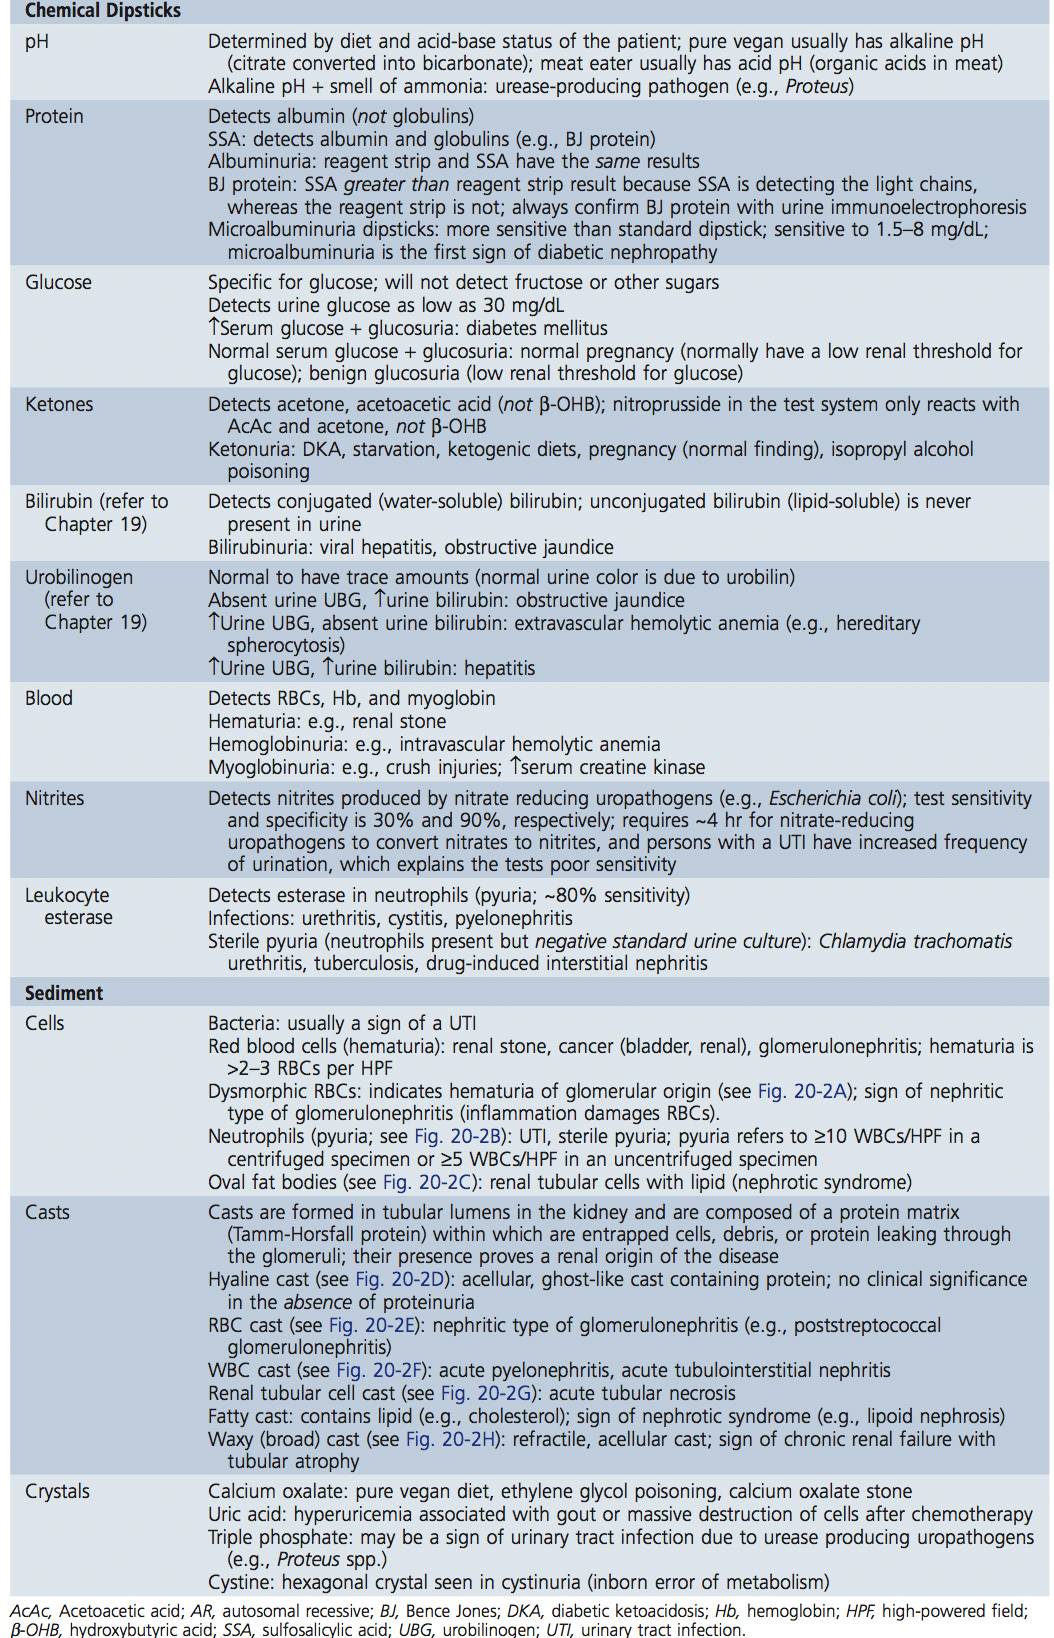 Chemical Dipsticks
pH
Determined by diet and acid-base status of the patient; pure vegan usually has alkaline pH
(citrate converted into bicarbonate); meat eater usually has acid pH (organic acids in meat)
Alkaline pH + smell of ammonia: urease-producing pathogen (e.g., Proteus)
Protein
Detects albumin (not globulins)
SSA: detects albumin and globulins (e.g., BJ protein)
Albuminuria: reagent strip and SSA have the same results
BJ protein: SSA greater than reagent strip result because SSA is detecting the light chains,
whereas the reagent strip is not; always confirm BJ protein with urine immunoelectrophoresis
Microalbuminuria dipsticks: more sensitive than standard dipstick; sensitive to 1.5–8 mg/dL;
microalbuminuria is the first sign of diabetic nephropathy
Glucose
Specific for glucose; will not detect fructose or other sugars
Detects urine glucose as low as 30 mg/dL
↑Serum glucose + glucosuria: diabetes mellitus
Normal serum glucose + glucosuria: normal pregnancy (normally have a low renal threshold for
glucose); benign glucosuria (low renal threshold for glucose)
Ketones
Detects acetone, acetoacetic acid (not β-OHB); nitroprusside in the test system only reacts with
AcAc and acetone, not β-OHB
Ketonuria: DKA, starvation, ketogenic diets, pregnancy (normal finding), isopropyl alcohol
poisoning
Bilirubin (refer to
Chapter 19)
Detects conjugated (water-soluble) bilirubin; unconjugated bilirubin (lipid-soluble) is never
present in urine
Bilirubinuria: viral hepatitis, obstructive jaundice
Urobilinogen
(refer to
Chapter 19)
Normal to have trace amounts (normal urine color is due to urobilin)
Absent urine UBG, ↑urine bilirubin: obstructive jaundice
↑Urine UBG, absent urine bilirubin: extravascular hemolytic anemia (e.g., hereditary
spherocytosis)
↑Urine UBG, ↑urine bilirubin: hepatitis
Blood
Detects RBCs, Hb, and myoglobin
Hematuria: e.g., renal stone
Hemoglobinuria: e.g., intravascular hemolytic anemia
Myoglobinuria: e.g., crush injuries; ↑serum creatine kinase
Nitrites
Detects nitrites produced by nitrate reducing uropathogens (e.g., Escherichia coli); test sensitivity
and specificity is 30% and 90%, respectively; requires ~4 hr for nitrate-reducing
uropathogens to convert nitrates to nitrites, and persons with a UTI have increased frequency
of urination, which explains the tests poor sensitivity
Leukocyte
esterase
Detects esterase in neutrophils (pyuria; ~80% sensitivity)
Infections: urethritis, cystitis, pyelonephritis
Sterile pyuria (neutrophils present but negative standard urine culture): Chlamydia trachomatis
urethritis, tuberculosis, drug-induced interstitial nephritis
Sediment
Cells
Bacteria: usually a sign of a UTI
Red blood cells (hematuria): renal stone, cancer (bladder, renal), glomerulonephritis; hematuria is
>2–3 RBCs per HPF
Dysmorphic RBCs: indicates hematuria of glomerular origin (see Fig. 20-2A); sign of nephritic
type of glomerulonephritis (inflammation damages RBCs).
Neutrophils (pyuria; see Fig. 20-2B): UTI, sterile pyuria; pyuria refers to ≥10 WBCs/HPF in a
centrifuged specimen or ≥5 WBCs/HPF in an uncentrifuged specimen
Oval fat bodies (see Fig. 20-2C): renal tubular cells with lipid (nephrotic syndrome)
Casts
Casts are formed in tubular lumens in the kidney and are composed of a protein matrix
(Tamm-Horsfall protein) within which are entrapped cells, debris, or protein leaking through
the glomeruli; their presence proves a renal origin of the disease
Hyaline cast (see Fig. 20-2D): acellular, ghost-like cast containing protein; no clinical significance
in the absence of proteinuria
RBC cast (see Fig. 20-2E): nephritic type of glomerulonephritis (e.g., poststreptococcal
glomerulonephritis)
WBC cast (see Fig. 20-2F): acute pyelonephritis, acute tubulointerstitial nephritis
Renal tubular cell cast (see Fig. 20-2G): acute tubular necrosis
Fatty cast: contains lipid (e.g., cholesterol); sign of nephrotic syndrome (e.g., lipoid nephrosis)
Waxy (broad) cast (see Fig. 20-2H): refractile, acellular cast; sign of chronic renal failure with
tubular atrophy
Crystals
Calcium oxalate: pure vegan diet, ethylene glycol poisoning, calcium oxalate stone
Uric acid: hyperuricemia associated with gout or massive destruction of cells after chemotherapy
Triple phosphate: may be a sign of urinary tract infection due to urease producing uropathogens
(e.g., Proteus spp.)
Cystine: hexagonal crystal seen in cystinuria (inborn error of metabolism)
AcAc, Acetoacetic acid; AR, autosomal recessive; BJ, Bence Jones; DKA, diabetic ketoacidosis; Hb, hemoglobin; HPF, high-powered field;
β-OHB, hydroxybutyric acid; SSA, sulfosalicylic acid; UBG, urobilinogen; UTI, urinary tract infection.